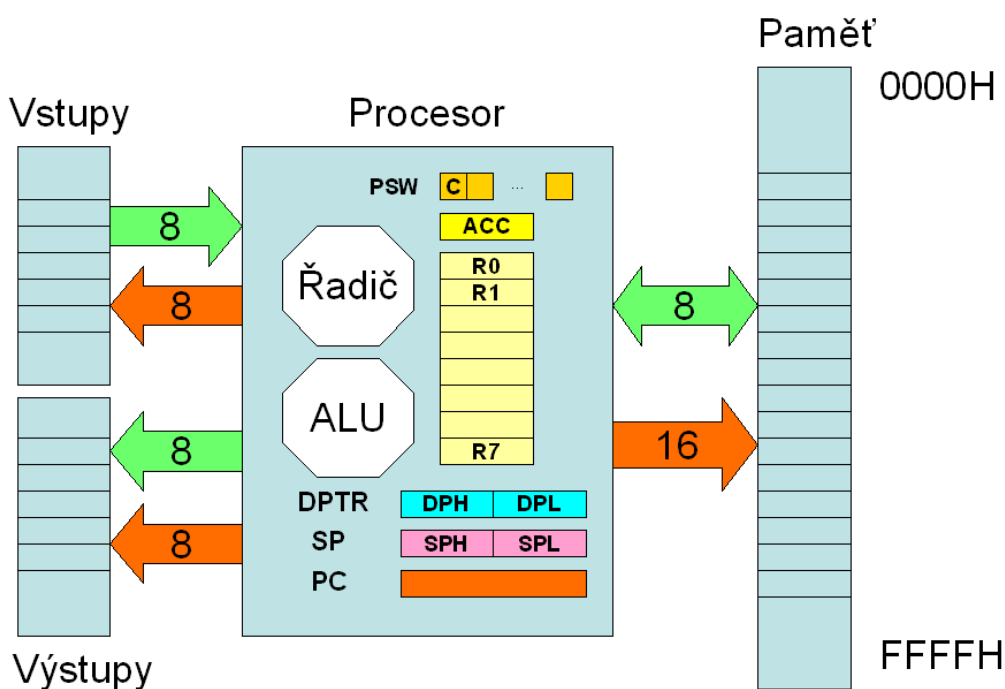 Paměť
0000H
Vstupy
Procesor
PSW C ...
8
ACC
Řadič
R0
R1
8
8
ALU
8
R7
16
DPTR DPH DPL
SP SPH SPL
8
PC
Výstupy
FFFFH